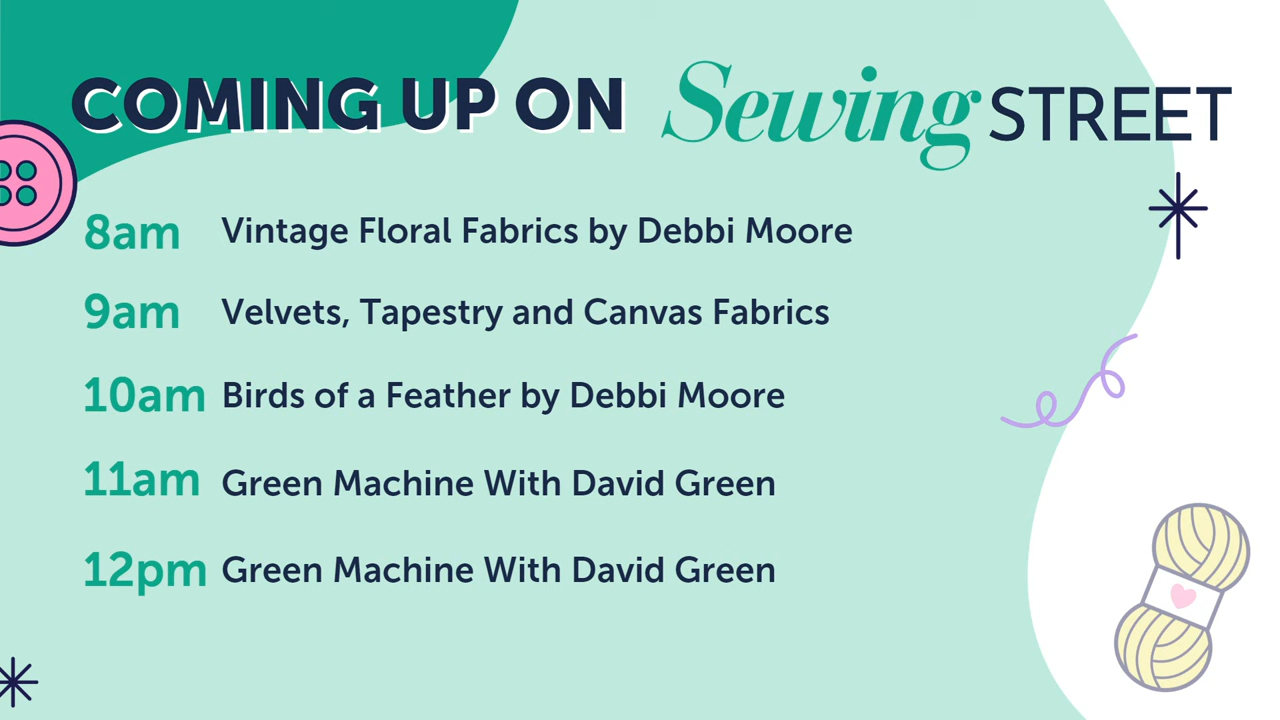 COMING UP ON Sewing STREET
8am Vintage Floral Fabrics by Debbi Moore
9am Velvets, Tapestry and Canvas Fabrics
10am Birds of a Feather by Debbi Moore
11am Green Machine With David Green
12pm Green Machine With David Green